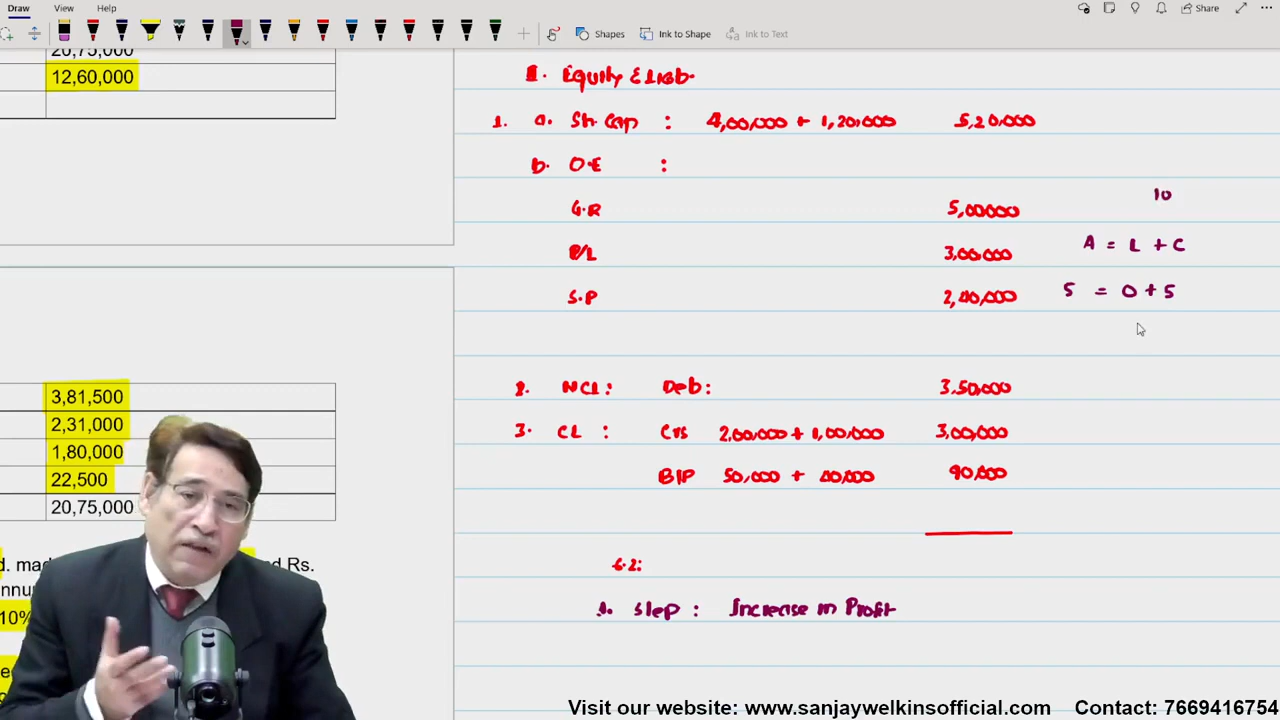 Draw View Help Share
Shapes Ink to Shape Ink to Text
20,75,000
12,60,000
3,81,500
2,31,000
1,80,000
22,500
20,75,000
d. mad
nd Rs.
annu
10%
II. Equity & Liab.
1. a. Sh. Cap : 4,00,000 + 1,20,000 5,20,000
b. O.E :
G.R 5,00,000
P/L 3,00,000
S.P 2,40,000
10
A = L + C
5 = 0 + 5
2. NCL : Deb : 3,50,000
3. CL : Crs 2,00,000 + 1,00,000 3,00,000
B/P 50,000 + 40,000 90,000
1. Step : Increase in Profit
Visit our website: www.sanjaywelkinsofficial.com Contact: 7669416754